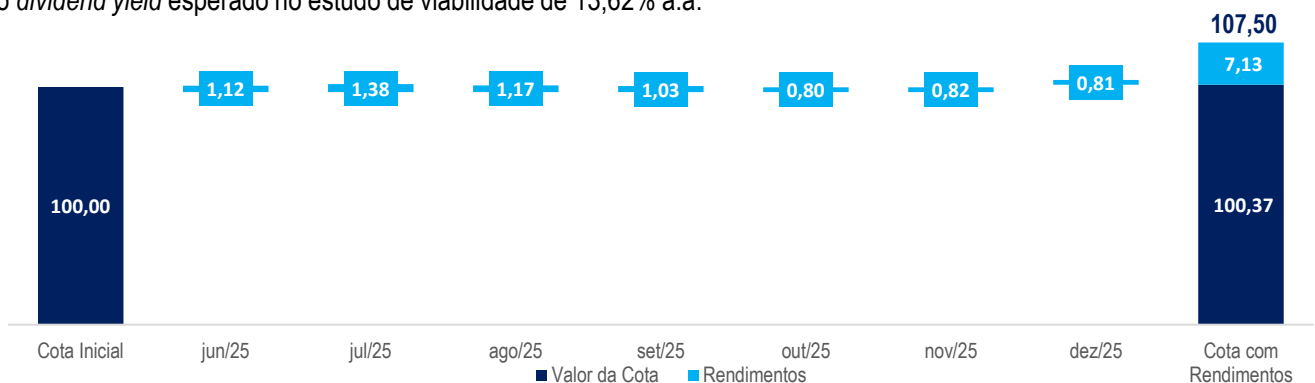 o dividend yield esperado no estudo de viabilidade de 13,62% a.a.
107,50
7,13
1,12
1,38
1,17
1,03
0,80
0,82
0,81
100,00
100,37
Cota Inicial
jun/25
jul/25
ago/25
set/25
out/25
nov/25
dez/25
Cota com
Rendimentos
Valor da Cota
Rendimentos